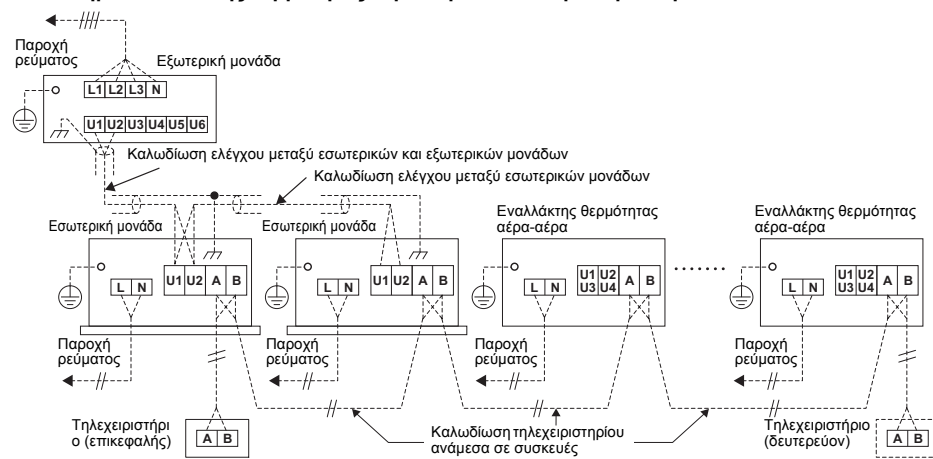 Παροχή
ρεύματος
Εξωτερική μονάδα
L1 L2 L3 N
U1 U2 U3 U4 U5 U6
Καλωδίωση ελέγχου μεταξύ εσωτερικών και εξωτερικών μονάδων
Καλωδίωση ελέγχου μεταξύ εσωτερικών μονάδων
Εσωτερική μονάδα
Εσωτερική μονάδα
Εναλλάκτης θερμότητας
αέρα-αέρα
Εναλλάκτης θερμότητας
αέρα-αέρα
L N
U1 U2 A B
L N
U1 U2 A B
L N
U1 U2
U3 U4
A B
L N
U1 U2
U3 U4
A B
Παροχή
ρεύματος
Παροχή
ρεύματος
Παροχή
ρεύματος
Παροχή
ρεύματος
Τηλεχειριστήρι
ο (επικεφαλής)
A B
Καλωδίωση τηλεχειριστηρίου
ανάμεσα σε συσκευές
Τηλεχειριστήριο
(δευτερεύον)
A B